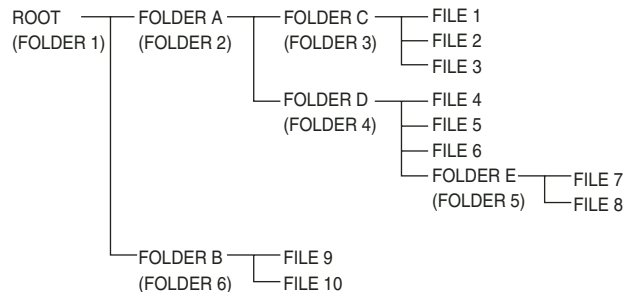 ROOT FOLDER A FOLDER C FILE 1
(FOLDER 1) (FOLDER 2) (FOLDER 3) FILE 2
FILE 3
FOLDER D FILE 4
(FOLDER 4) FILE 5
FILE 6
FOLDER E FILE 7
(FOLDER 5) FILE 8
FOLDER B FILE 9
(FOLDER 6) FILE 10